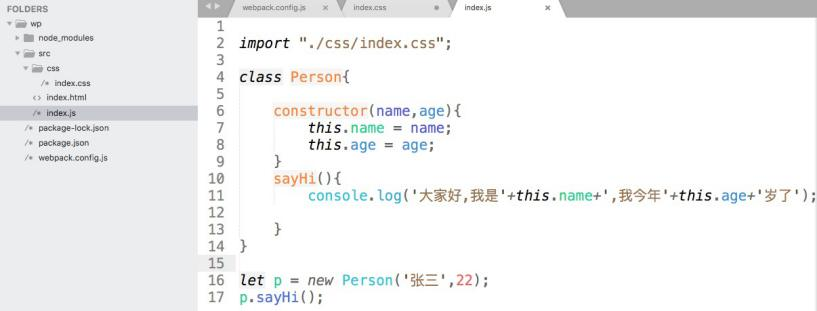 FOLDERS
wp
node_modules
src
css
/* index.css
<> index.html
/* index.js
/* package-lock.json
/* package.json
/* webpack.config.js
webpack.config.js × index.css index.js ×
1
2 import "./css/index.css";
3
4 class Person{
5
6 constructor(name,age){
7 this.name = name;
8 this.age = age;
9 }
10 sayHi(){
11 console.log('大家好,我是'+this.name+',我今年'+this.age+'岁了');
12
13 }
14 }
15
16 let p = new Person('张三',22);
17 p.sayHi();